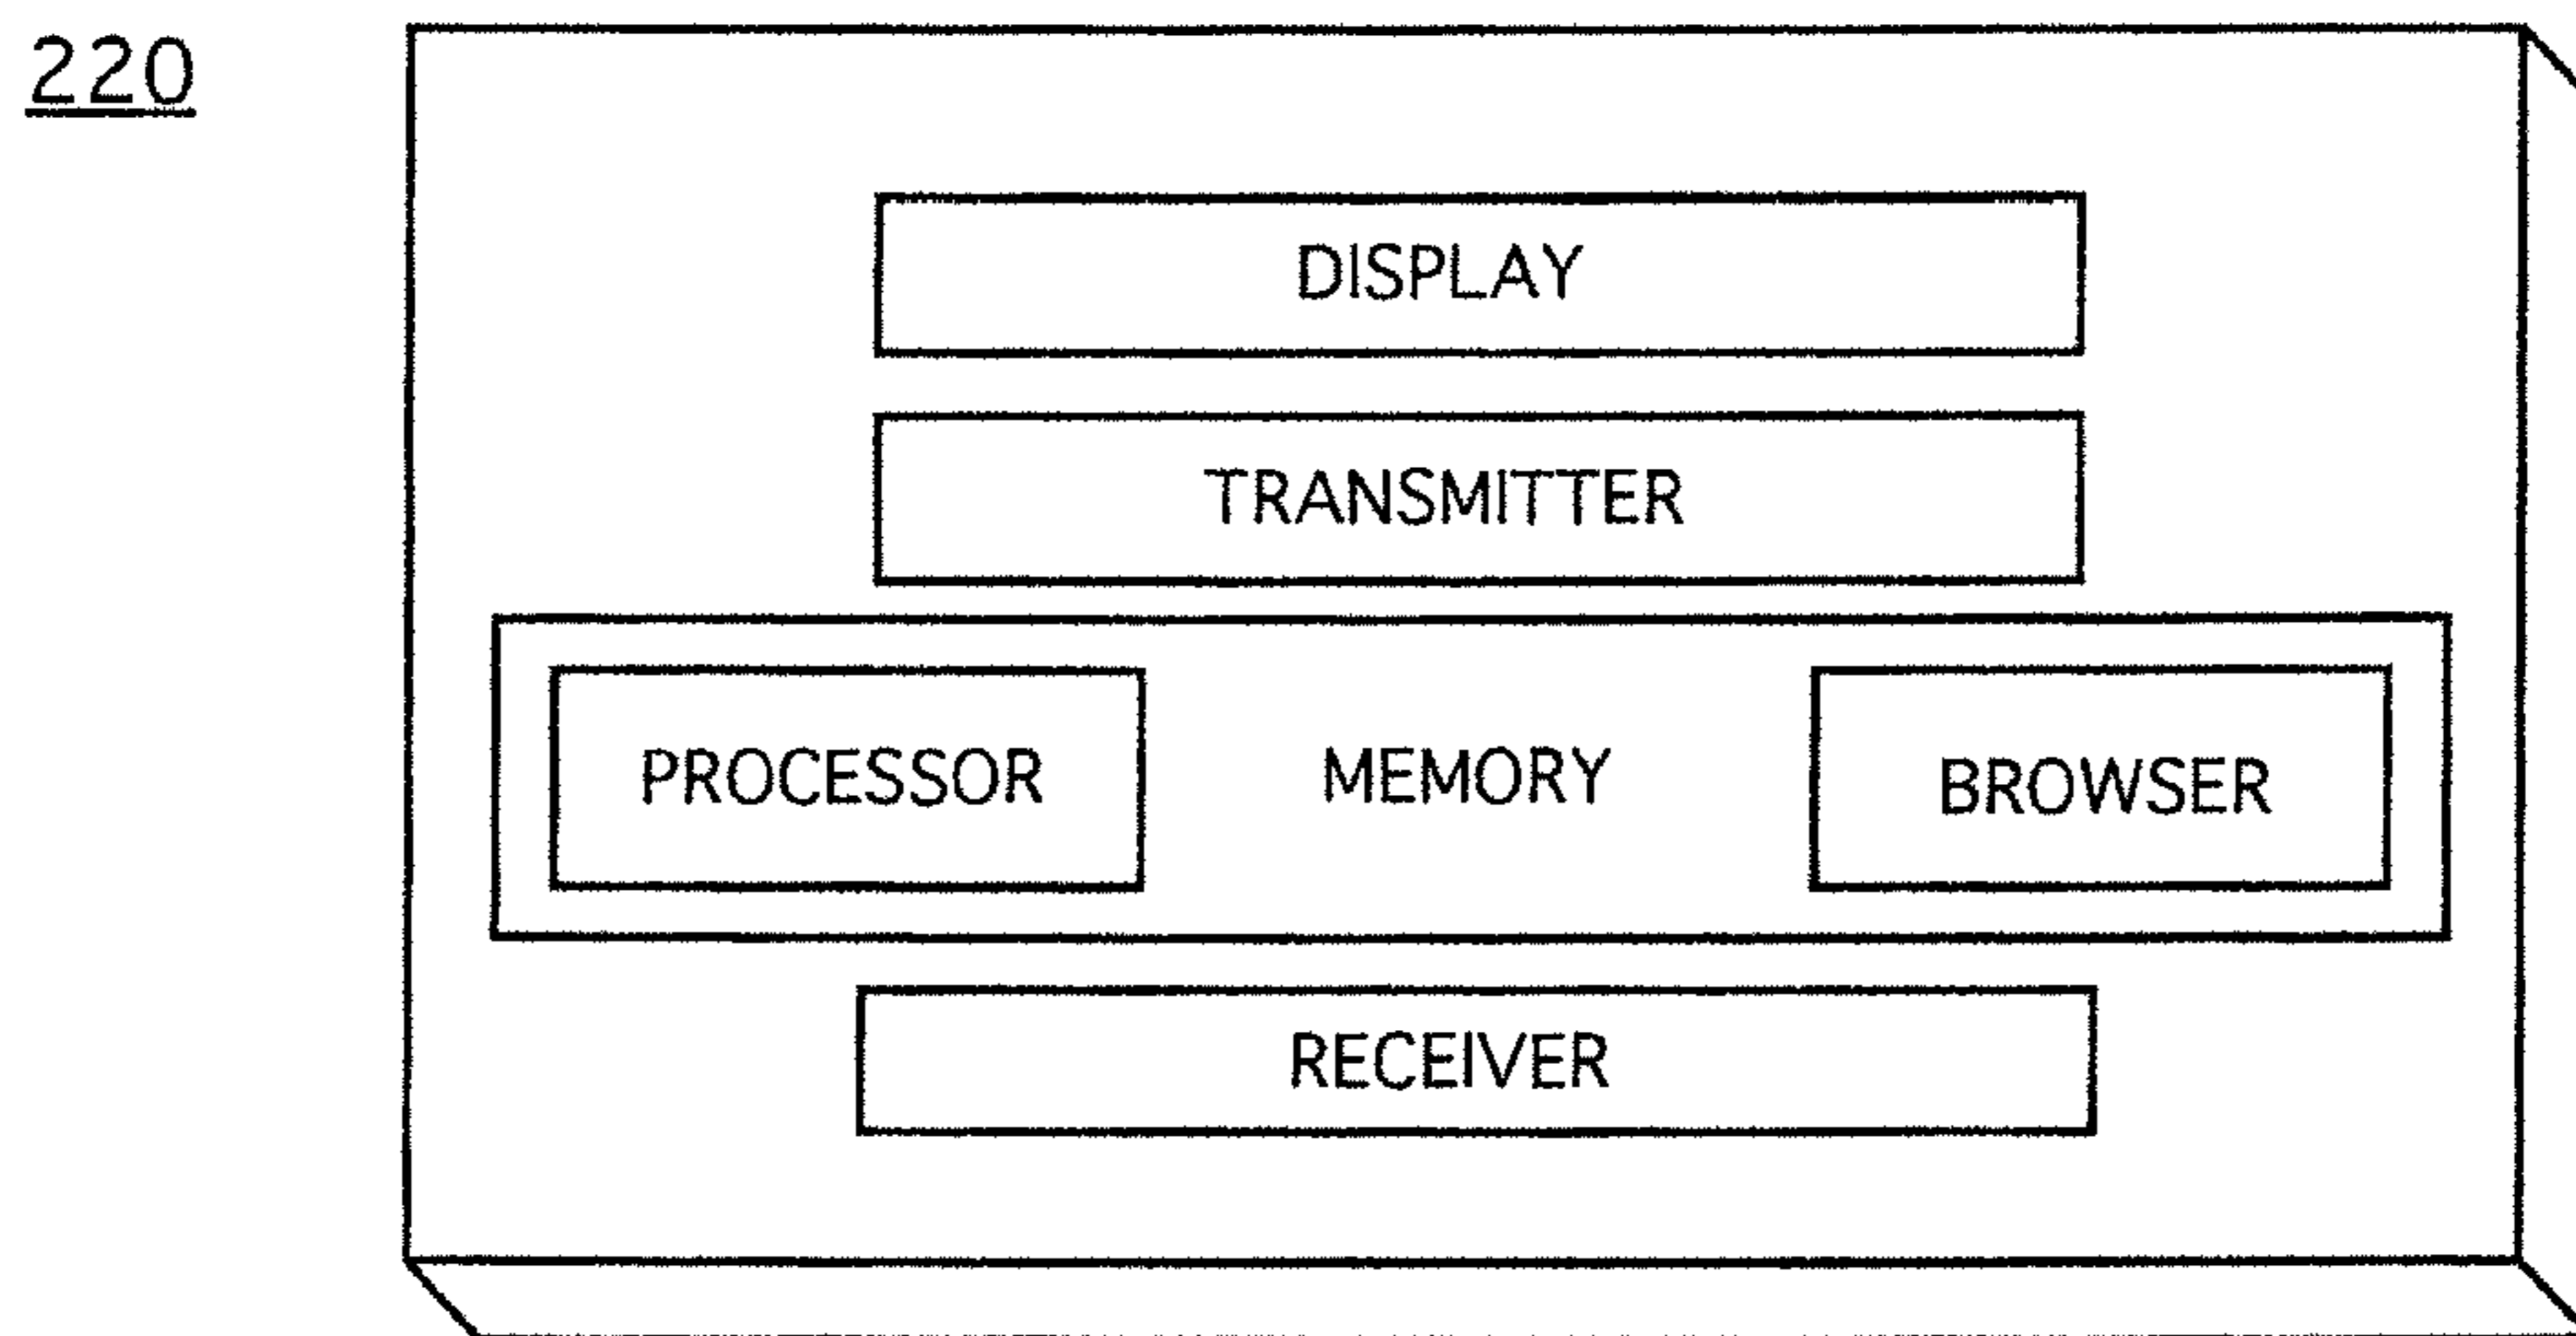 220
DISPLAY
TRANSMITTER
PROCESSOR MEMORY BROWSER
RECEIVER